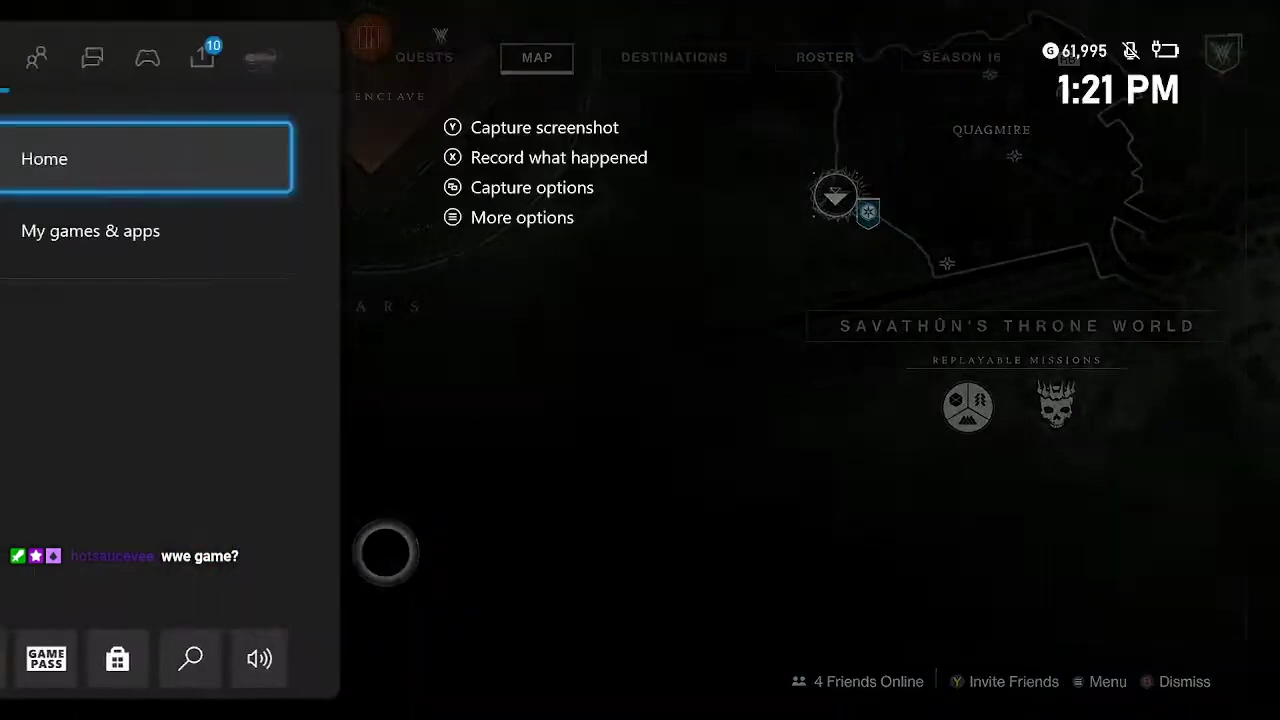 10
Home
My games & apps
hotsaucevee wwe game?
GAME PASS
QUESTS
MAP
DESTINATIONS
ROSTER
SEASON 16
G 61,995
1:21 PM
ENCLAVE
Y Capture screenshot
X Record what happened
Capture options
More options
QUAGMIRE
A R S
SAVATHÛN'S THRONE WORLD
REPLAYABLE MISSIONS
4 Friends Online
Y Invite Friends
Menu
B Dismiss